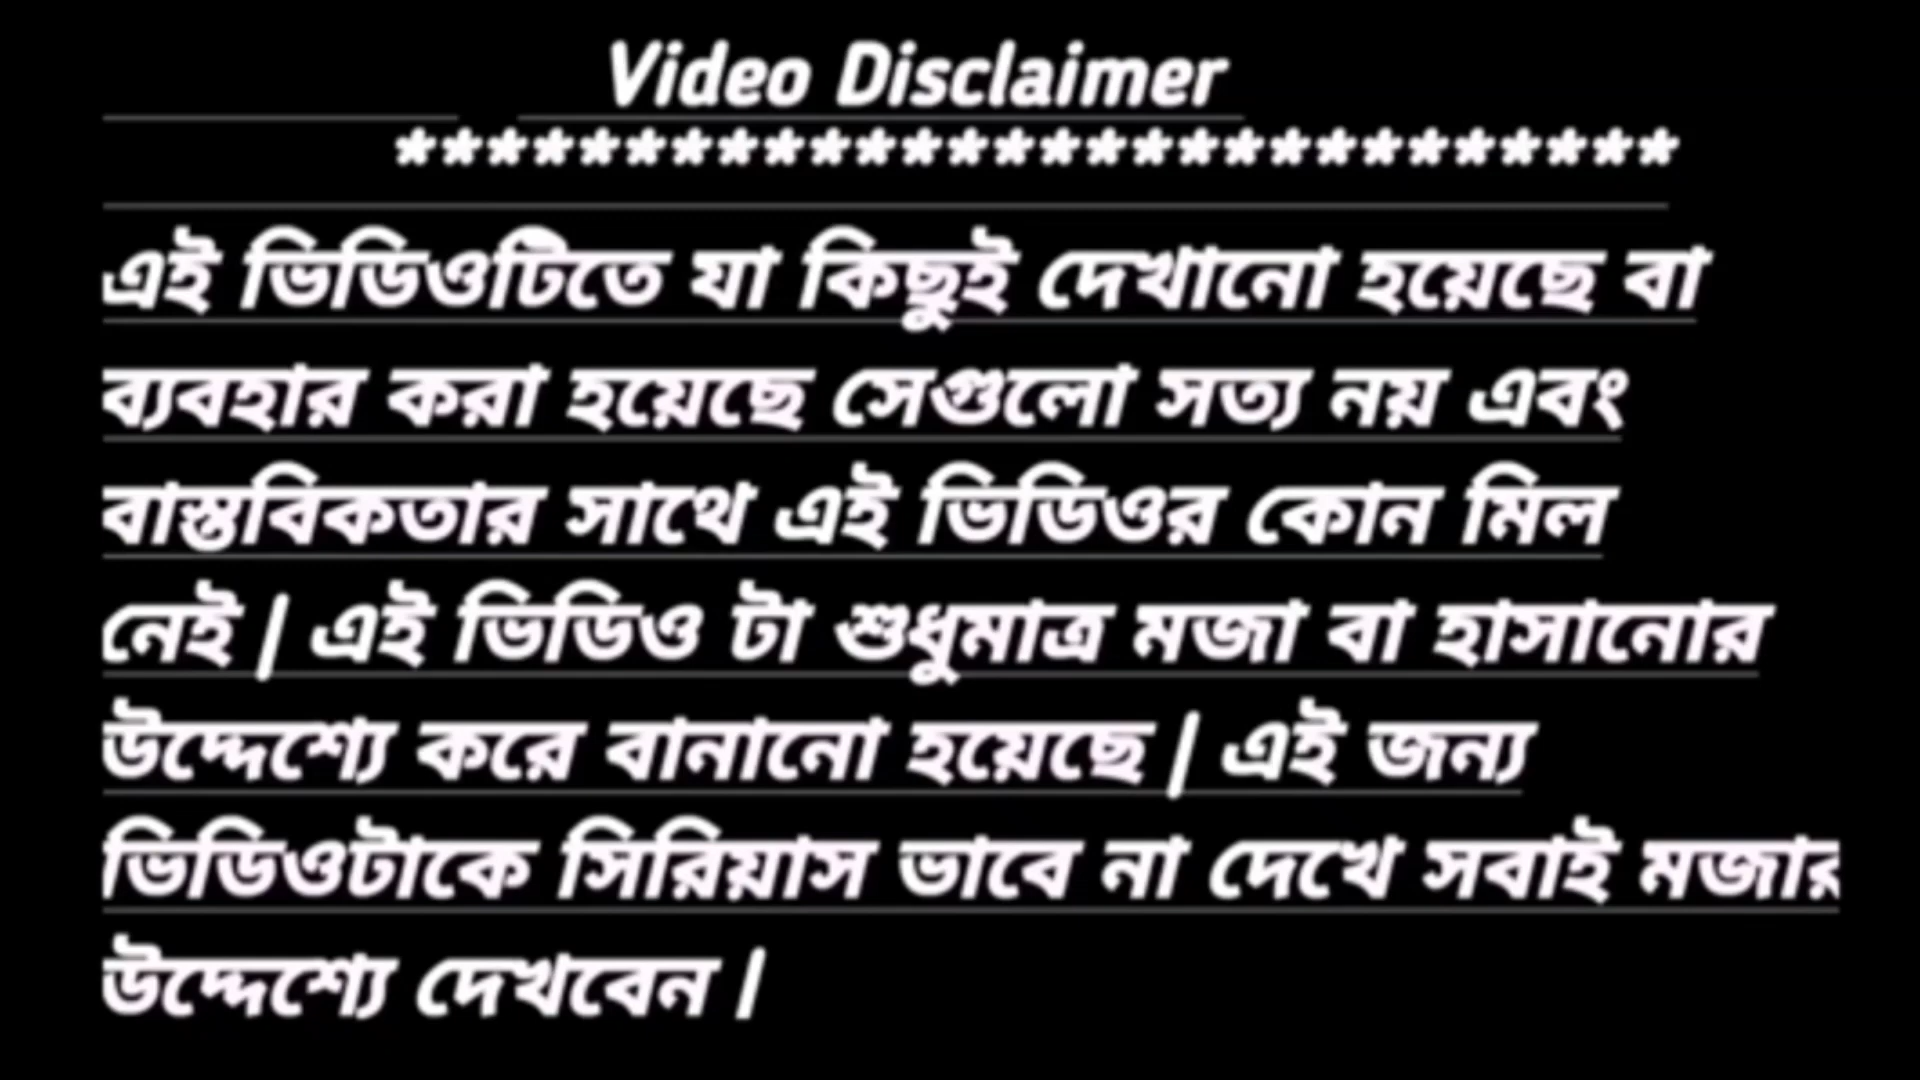 Video Disclaimer
****************************
এই ভিডিওটিতে যা কিছুই দেখানো হয়েছে বা
ব্যবহার করা হয়েছে সেগুলো সত্য নয় এবং
বাস্তবিকতার সাথে এই ভিডিওর কোন মিল
নেই | এই ভিডিও টা শুধুমাত্র মজা বা হাসানোর
উদ্দেশ্যে করে বানানো হয়েছে | এই জন্য
ভিডিওটাকে সিরিয়াস ভাবে না দেখে সবাই মজার
উদ্দেশ্যে দেখবেন |